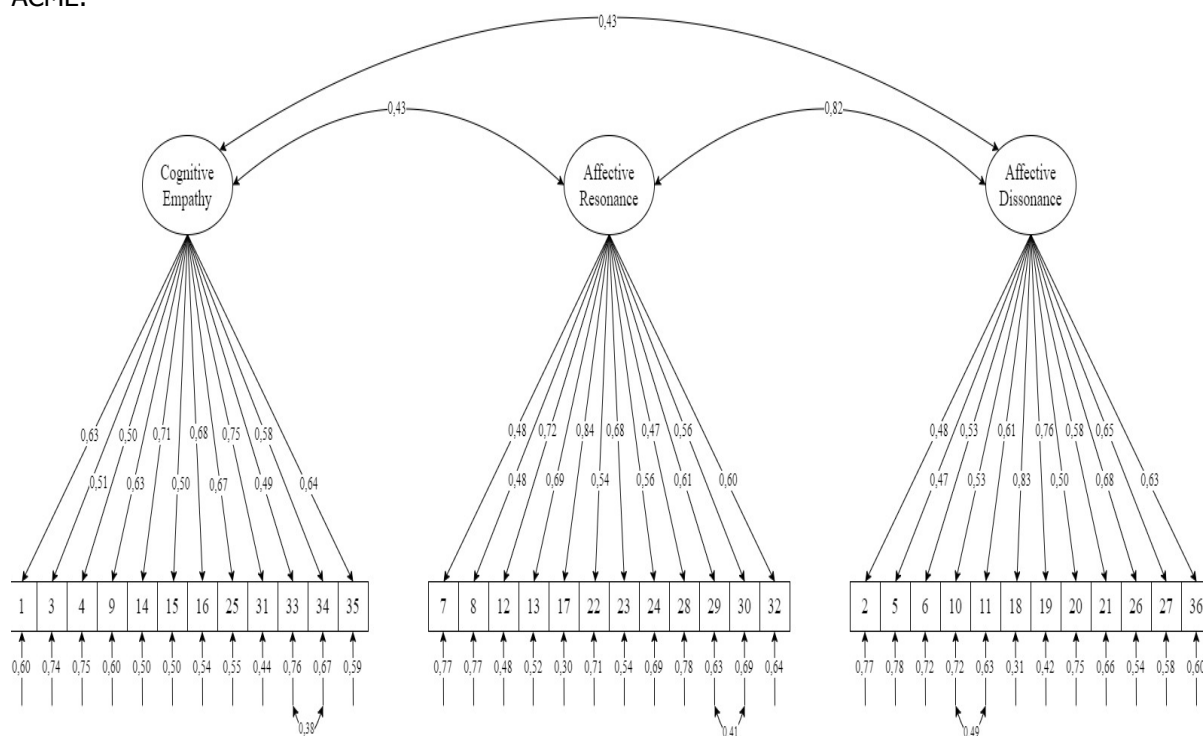 ACME.
0,43
0,43 0,82
Cognitive Affective Affective
Empathy Resonance Dissonance
0,63 0,50 0,71 0,68 0,75 0,58 0,48 0,72 0,84 0,68 0,47 0,56 0,48 0,53 0,61 0,76 0,58 0,65
0,51 0,63 0,50 0,67 0,49 0,64 0,48 0,69 0,54 0,56 0,61 0,60 0,47 0,53 0,83 0,50 0,68 0,63
1 3 4 9 14 15 16 25 31 33 34 35 7 8 12 13 17 22 23 24 28 29 30 32 2 5 6 10 11 18 19 20 21 26 27 36
0,60 0,74 0,75 0,60 0,50 0,50 0,54 0,55 0,44 0,76 0,67 0,59 0,77 0,77 0,48 0,52 0,30 0,71 0,54 0,69 0,78 0,63 0,69 0,64 0,77 0,78 0,72 0,72 0,63 0,31 0,42 0,75 0,66 0,54 0,58 0,60
0,38 0,41 0,49